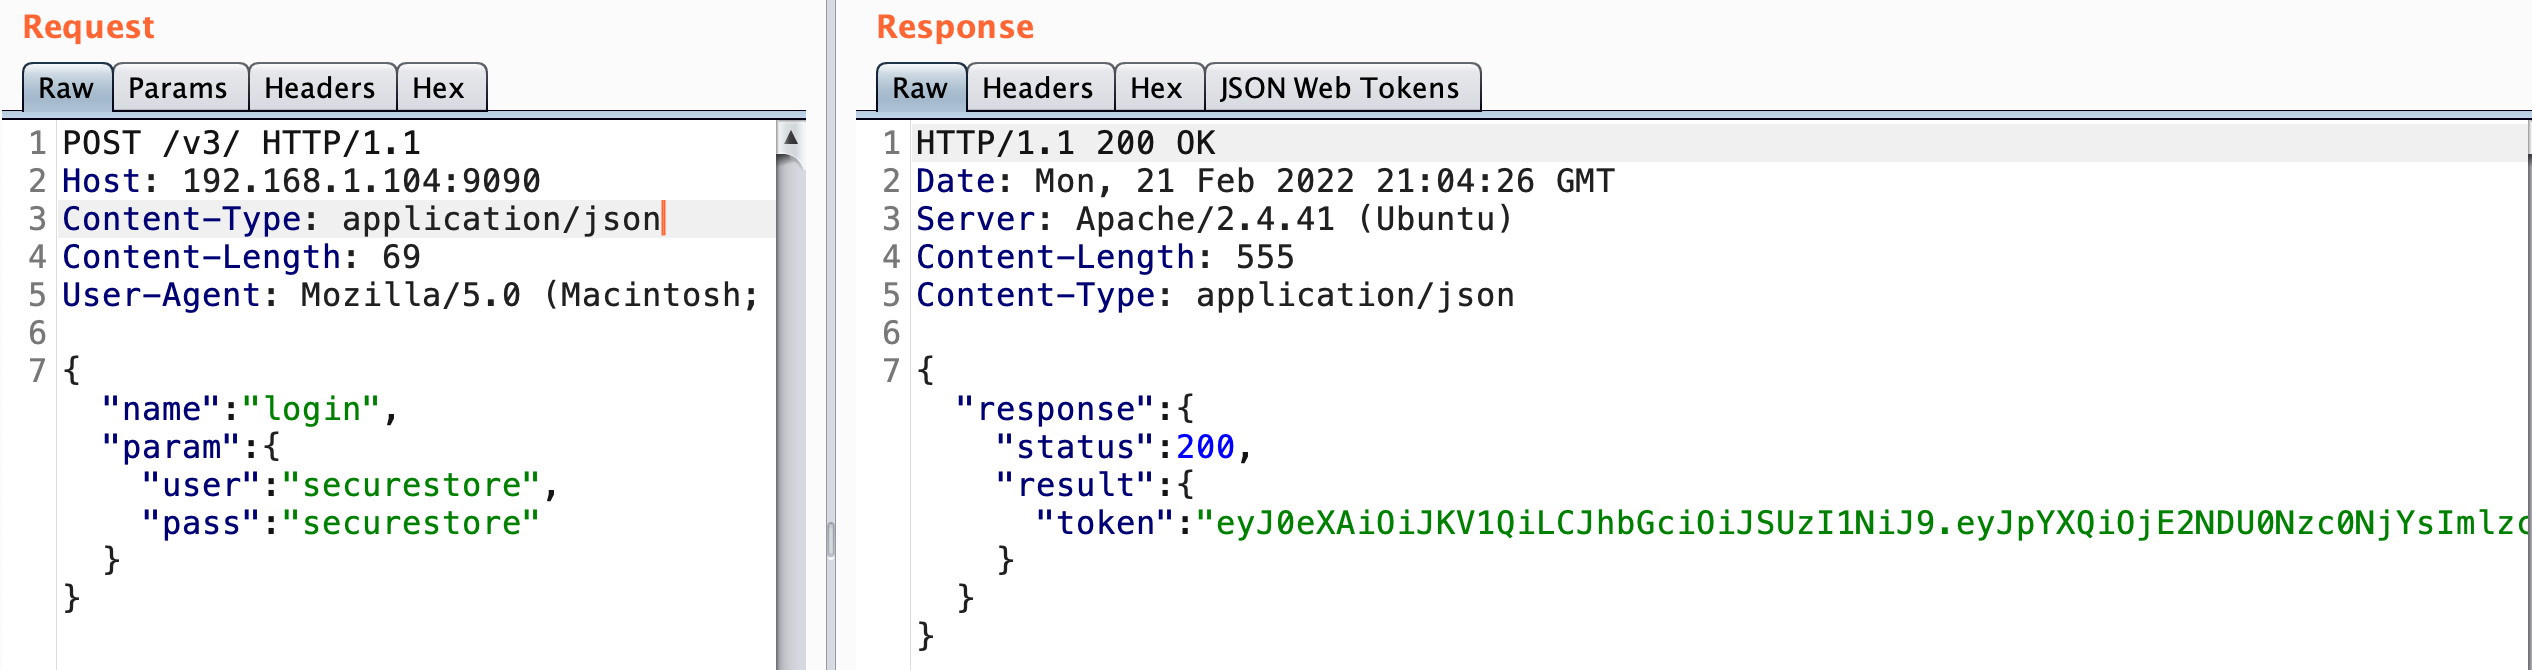 Request
Raw Params Headers Hex
1 POST /v3/ HTTP/1.1
2 Host: 192.168.1.104:9090
3 Content-Type: application/json
4 Content-Length: 69
5 User-Agent: Mozilla/5.0 (Macintosh;
6
7 {
"name":"login",
"param":{
"user":"securestore",
"pass":"securestore"
}
}
Response
Raw Headers Hex JSON Web Tokens
1 HTTP/1.1 200 OK
2 Date: Mon, 21 Feb 2022 21:04:26 GMT
3 Server: Apache/2.4.41 (Ubuntu)
4 Content-Length: 555
5 Content-Type: application/json
6
7 {
"response":{
"status":200,
"result":{
"token":"eyJ0eXAiOiJKV1QiLCJhbGciOiJSUzI1NiJ9.eyJpYXQiOjE2NDU0Nzc0NjYsImlzc
}
}
}